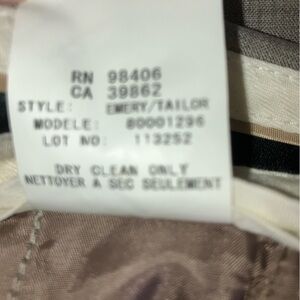 RN 98406
CA 39862
STYLE: EMERY/TAILOR
MODELE: 80001296
LOT NO: 113252
DRY CLEAN ONLY
NETTOYER A SEC SEULEMENT